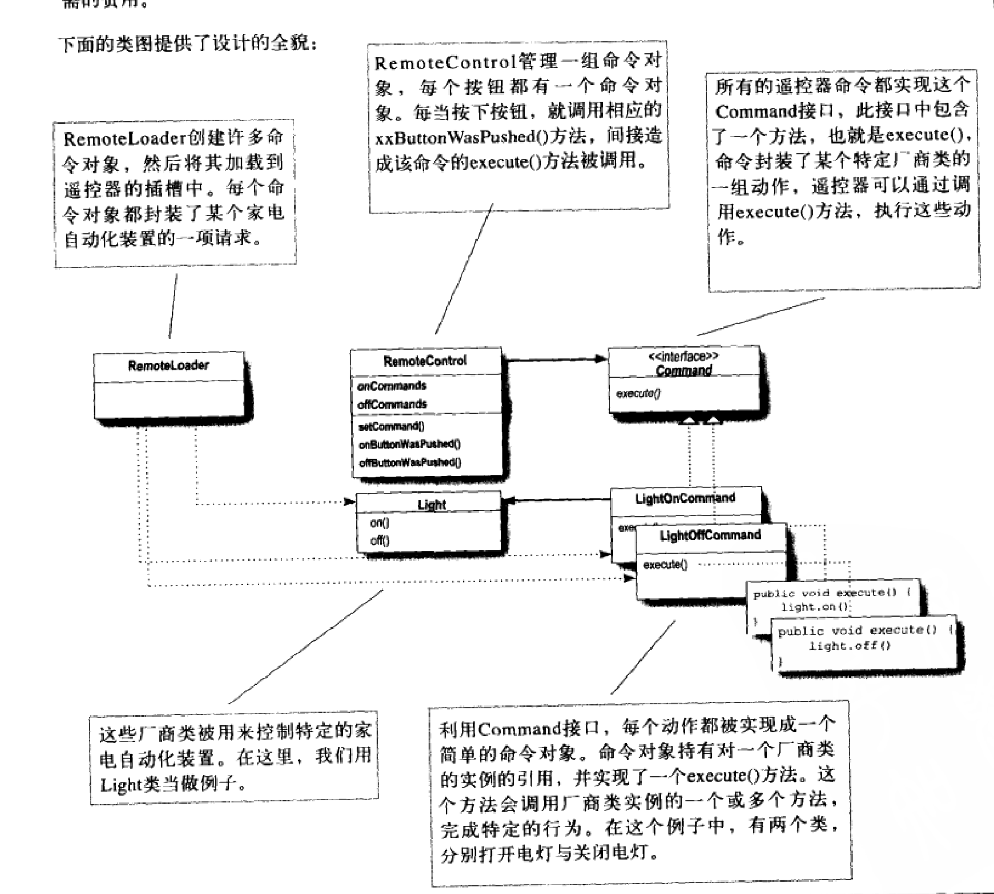 需的费用。
下面的类图提供了设计的全貌：
RemoteControl管理一组命令对
象，每个按钮都有一个命令对
象。每当按下按钮，就调用相应的
xxButtonWasPushed()方法，间接造
成该命令的execute()方法被调用。
所有的遥控器命令都实现这个
Command接口，此接口中包含
了一个方法，也就是execute()，
命令封装了某个特定厂商类的
一组动作，遥控器可以通过调
用execute()方法，执行这些动
作。
RemoteLoader创建许多命
令对象，然后将其加载到
遥控器的插槽中。每个命
令对象都封装了某个家电
自动化装置的一项请求。
RemoteLoader
RemoteControl
onCommands
offCommands
setCommand()
onButtonWasPushed()
offButtonWasPushed()
<<interface>>
Command
execute()
Light
on()
off()
LightOnCommand
LightOffCommand
execute()
public void execute() {
light.on()
}
public void execute() {
light.off()
}
这些厂商类被用来控制特定的家
电自动化装置。在这里，我们用
Light类当做例子。
利用Command接口，每个动作都被实现成一个
简单的命令对象。命令对象持有对一个厂商类
的实例的引用，并实现了一个execute()方法。这
个方法会调用厂商类实例的一个或多个方法，
完成特定的行为。在这个例子中，有两个类，
分别打开电灯与关闭电灯。